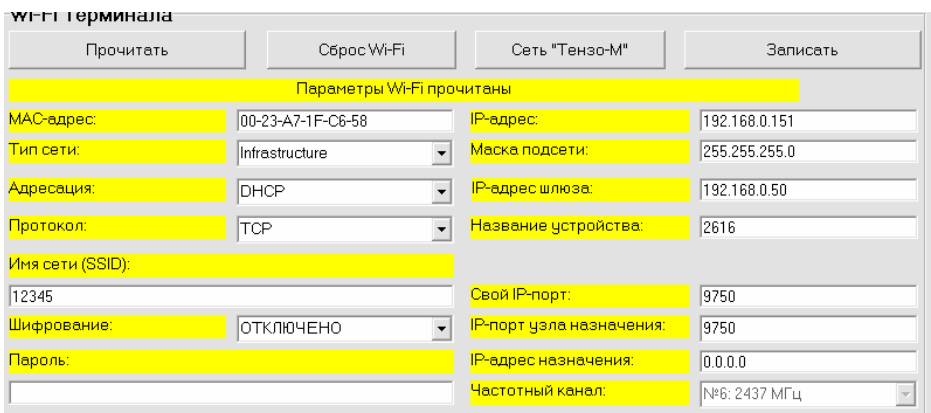 Wi-Fi Терминала
Прочитать Сброс Wi-Fi Сеть "Тензо-М" Записать
Параметры Wi-Fi прочитаны
MAC-адрес: 00-23-A7-1F-C6-58 IP-адрес: 192.168.0.151
Тип сети: Infrastructure Маска подсети: 255.255.255.0
Адресация: DHCP IP-адрес шлюза: 192.168.0.50
Протокол: TCP Название устройства: 2616
Имя сети (SSID):
12345 Свой IP-порт: 9750
Шифрование: ОТКЛЮЧЕНО IP-порт узла назначения: 9750
Пароль: IP-адрес назначения: 0.0.0.0
Частотный канал: №6: 2437 МГц